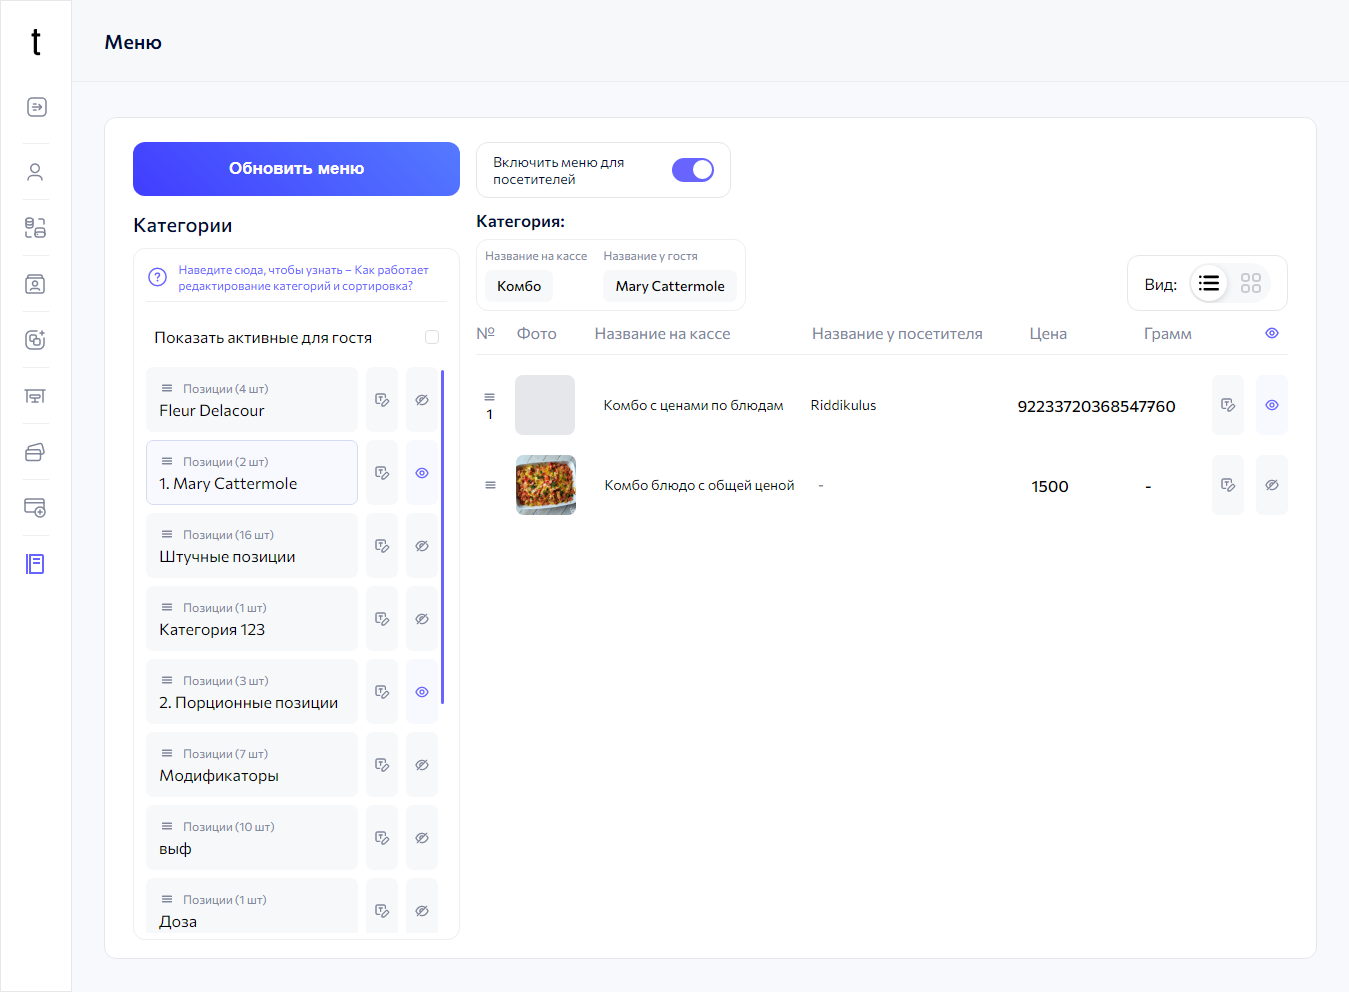 t
Меню
Обновить меню
Включить меню для
посетителей
Категории
Наведите сюда, чтобы узнать – Как работает
редактирование категорий и сортировка?
Показать активные для гостя
Позиции (4 шт)
Fleur Delacour
Позиции (2 шт)
1. Mary Cattermole
Позиции (16 шт)
Штучные позиции
Позиции (1 шт)
Категория 123
Позиции (3 шт)
2. Порционные позиции
Позиции (7 шт)
Модификаторы
Позиции (10 шт)
выф
Позиции (1 шт)
Доза
Категория:
Название на кассе Название у гостя
Комбо Mary Cattermole
Вид:
№ Фото Название на кассе Название у посетителя Цена Грамм
1 Комбо с ценами по блюдам Riddikulus 92233720368547760 -
Комбо блюдо с общей ценой - 1500 -